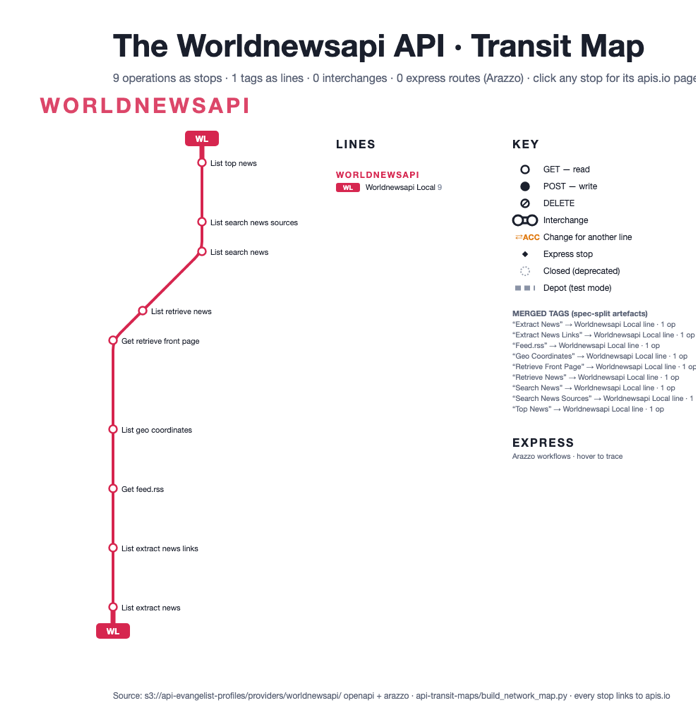 The Worldnewsapi API · Transit Map
9 operations as stops · 1 tags as lines · 0 interchanges · 0 express routes (Arazzo) · click any stop for its apis.io page
WORLDNEWSAPI
WL
List top news
List search news sources
List search news
List retrieve news
Get retrieve front page
List geo coordinates
Get feed.rss
List extract news links
List extract news
WL
LINES
WORLDNEWSAPI
WL Worldnewsapi Local 9
KEY
GET — read
POST — write
DELETE
Interchange
⇄ACC Change for another line
Express stop
Closed (deprecated)
Depot (test mode)
MERGED TAGS (spec-split artefacts)
“Extract News” → Worldnewsapi Local line · 1 op
“Extract News Links” → Worldnewsapi Local line · 1 op
“Feed.rss” → Worldnewsapi Local line · 1 op
“Geo Coordinates” → Worldnewsapi Local line · 1 op
“Retrieve Front Page” → Worldnewsapi Local line · 1 op
“Retrieve News” → Worldnewsapi Local line · 1 op
“Search News” → Worldnewsapi Local line · 1 op
“Search News Sources” → Worldnewsapi Local line · 1
“Top News” → Worldnewsapi Local line · 1 op
EXPRESS
Arazzo workflows · hover to trace
Source: s3://api-evangelist-profiles/providers/worldnewsapi/ openapi + arazzo · api-transit-maps/build_network_map.py · every stop links to apis.io